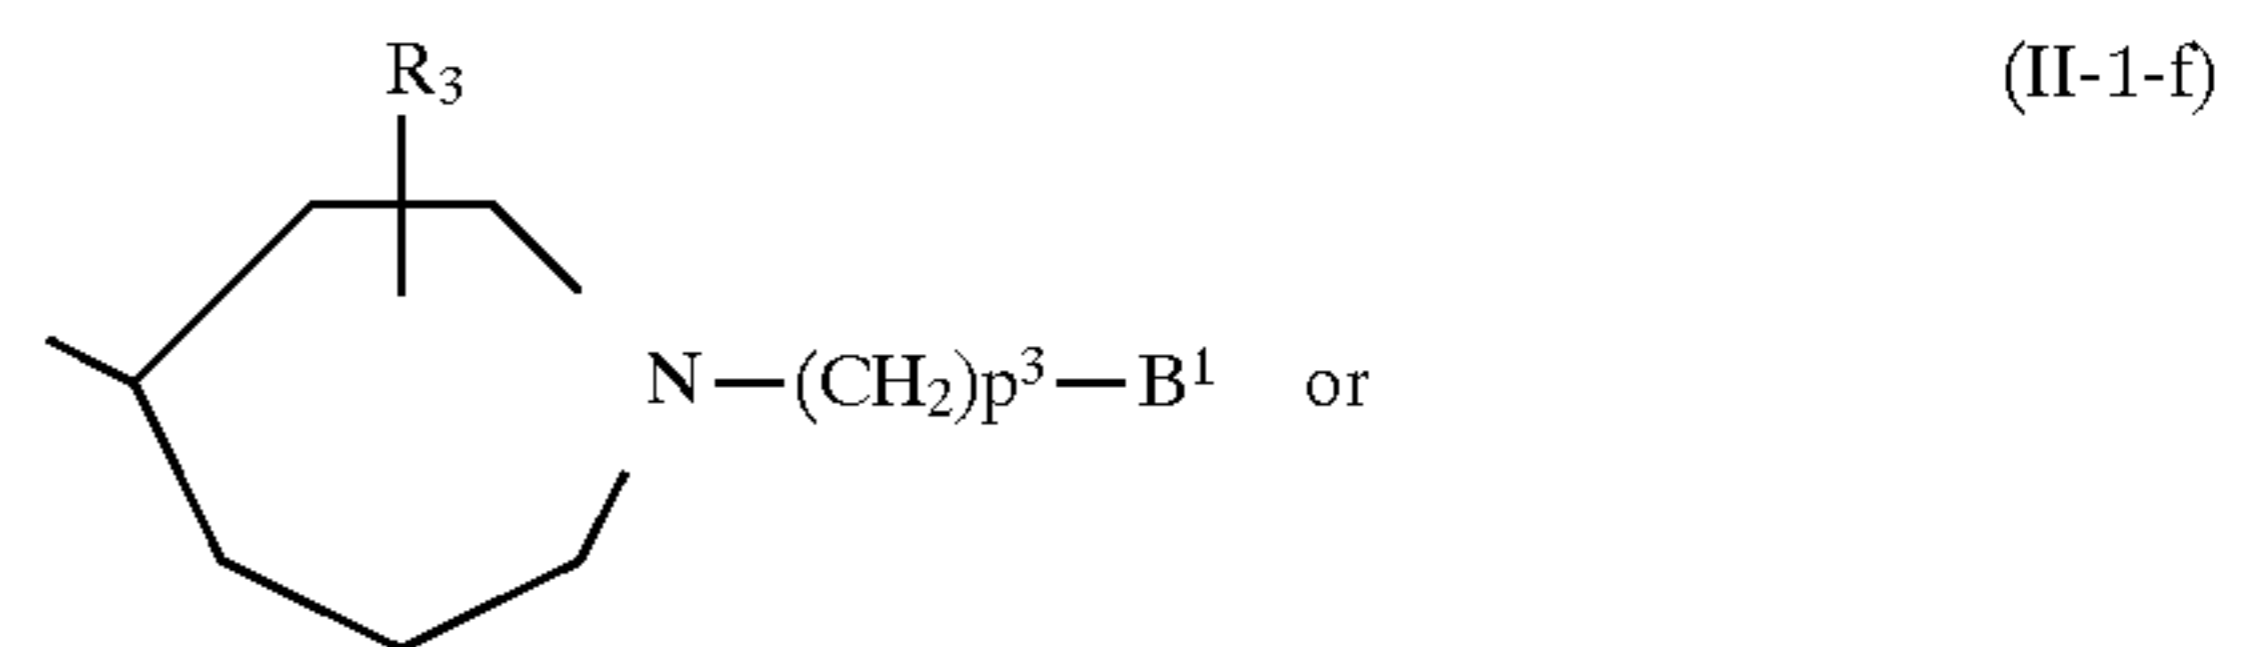 R₃ (II-1-f)
N—(CH₂)p³—B¹ or